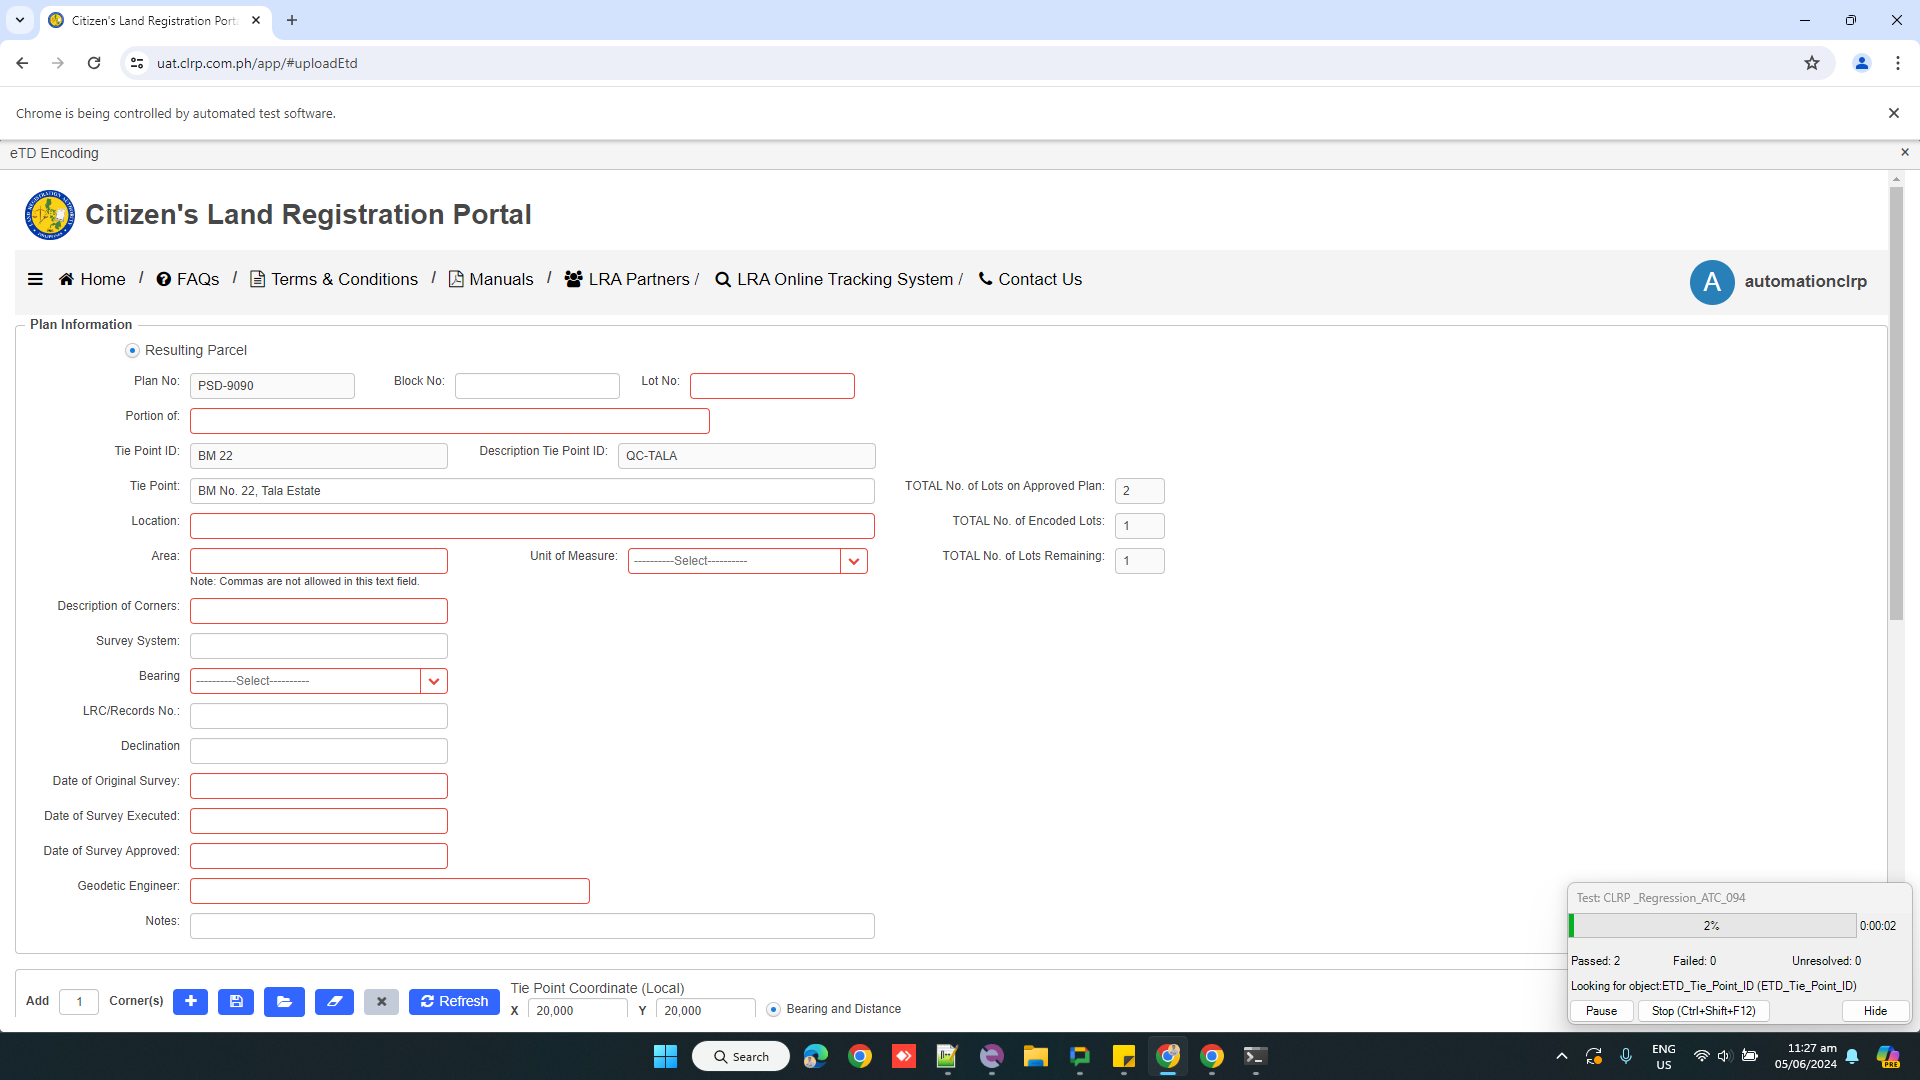 Citizen's Land Registration Porta
uat.clrp.com.ph/app/#uploadEtd
Chrome is being controlled by automated test software.
eTD Encoding
Citizen's Land Registration Portal
Home / FAQs / Terms & Conditions / Manuals / LRA Partners / LRA Online Tracking System / Contact Us
A automationclrp
Plan Information
Resulting Parcel
Plan No: PSD-9090 Block No: Lot No:
Portion of:
Tie Point ID: BM 22 Description Tie Point ID: QC-TALA
Tie Point: BM No. 22, Tala Estate TOTAL No. of Lots on Approved Plan: 2
Location: TOTAL No. of Encoded Lots: 1
Area: Unit of Measure: ----------Select---------- TOTAL No. of Lots Remaining: 1
Note: Commas are not allowed in this text field.
Description of Corners:
Survey System:
Bearing ----------Select----------
LRC/Records No.:
Declination
Date of Original Survey:
Date of Survey Executed:
Date of Survey Approved:
Geodetic Engineer:
Notes:
Add 1 Corner(s) Refresh
Tie Point Coordinate (Local)
X 20,000 Y 20,000 Bearing and Distance
Test: CLRP _Regression_ATC_094
2% 0:00:02
Passed: 2 Failed: 0 Unresolved: 0
Looking for object:ETD_Tie_Point_ID (ETD_Tie_Point_ID)
Pause Stop (Ctrl+Shift+F12) Hide
Search
ENG
US
11:27 am
05/06/2024
PRE